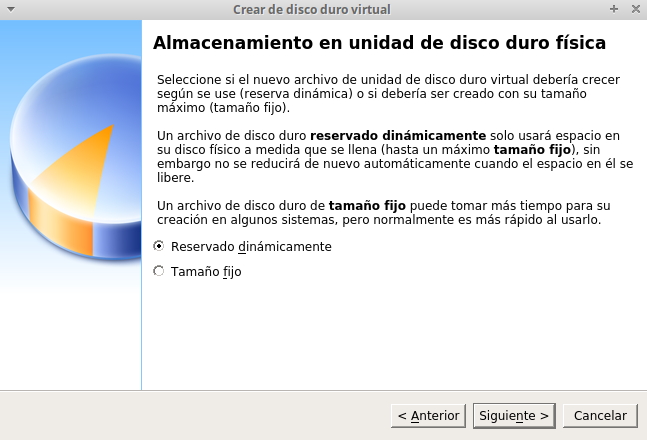 Crear de disco duro virtual
Almacenamiento en unidad de disco duro física
Seleccione si el nuevo archivo de unidad de disco duro virtual debería crecer
según se use (reserva dinámica) o si debería ser creado con su tamaño
máximo (tamaño fijo).
Un archivo de disco duro reservado dinámicamente solo usará espacio en
su disco físico a medida que se llena (hasta un máximo tamaño fijo), sin
embargo no se reducirá de nuevo automáticamente cuando el espacio en él se
libere.
Un archivo de disco duro de tamaño fijo puede tomar más tiempo para su
creación en algunos sistemas, pero normalmente es más rápido al usarlo.
Reservado dinámicamente
Tamaño fijo
< Anterior Siguiente > Cancelar